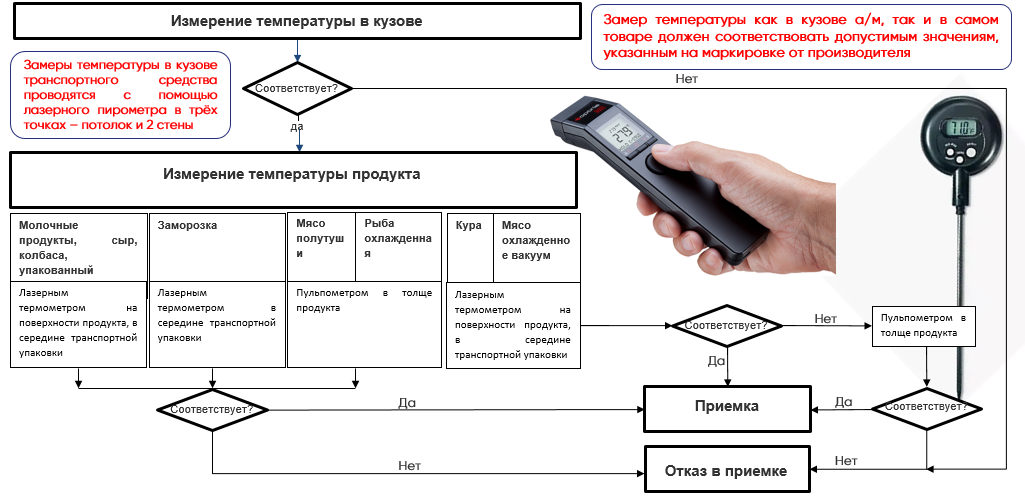 Измерение температуры в кузове
Замер температуры как в кузове а/м, так и в самом
товаре должен соответствовать допустимым значениям,
указанным на маркировке от производителя
Замеры температуры в кузове
транспортного средства
проводятся с помощью
лазерного пирометра в трёх
точках – потолок и 2 стены
Соответствует?
Нет
да
Измерение температуры продукта
Молочные
продукты, сыр,
колбаса,
упакованный
Заморозка
Мясо
полутуш
и
Рыба
охлажденна
я
Кура
Мясо
охлажденно
е вакуум
Лазерным
термометром на
поверхности продукта, в
середине транспортной
упаковки
Лазерным
термометром в
середине транспортной
упаковки
Пульпометром в толще
продукта
Лазерным
термометром на
поверхности продукта,
в середине
транспортной упаковки
Соответствует?
Нет
Пульпометром в
толще продукта
Да
Соответствует?
Да
Приемка
Да
Соответствует?
Нет
Отказ в приемке
Нет
279
710